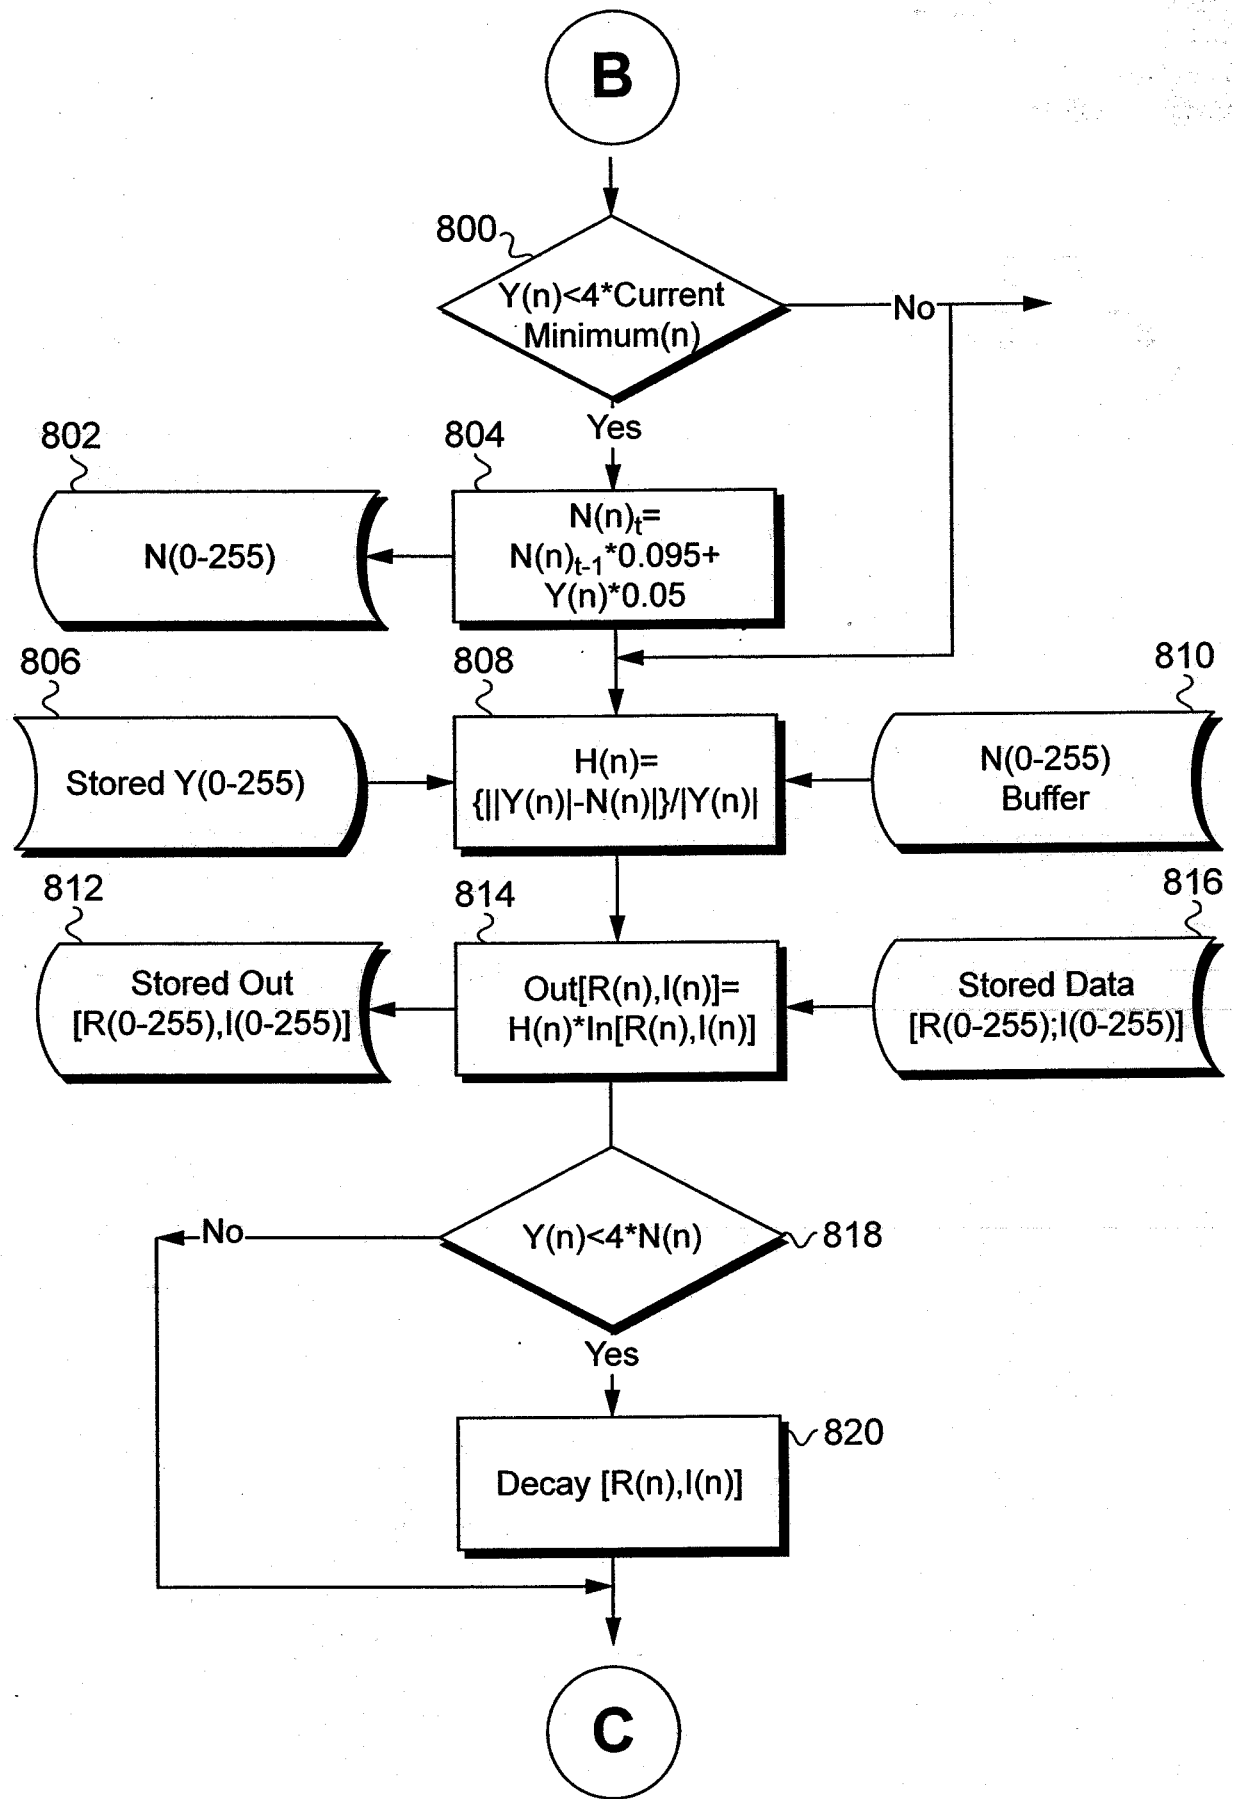 B
800
Y(n)<4*Current
Minimum(n)
No
Yes
802
N(0-255)
804
N(n)t=
N(n)t-1*0.095+
Y(n)*0.05
806
Stored Y(0-255)
808
H(n)=
{||Y(n)|-N(n)|}/|Y(n)|
810
N(0-255)
Buffer
812
Stored Out
[R(0-255),I(0-255)]
814
Out[R(n),I(n)]=
H(n)*In[R(n),I(n)]
816
Stored Data
[R(0-255);I(0-255)]
No
Y(n)<4*N(n)
818
Yes
820
Decay [R(n),I(n)]
C